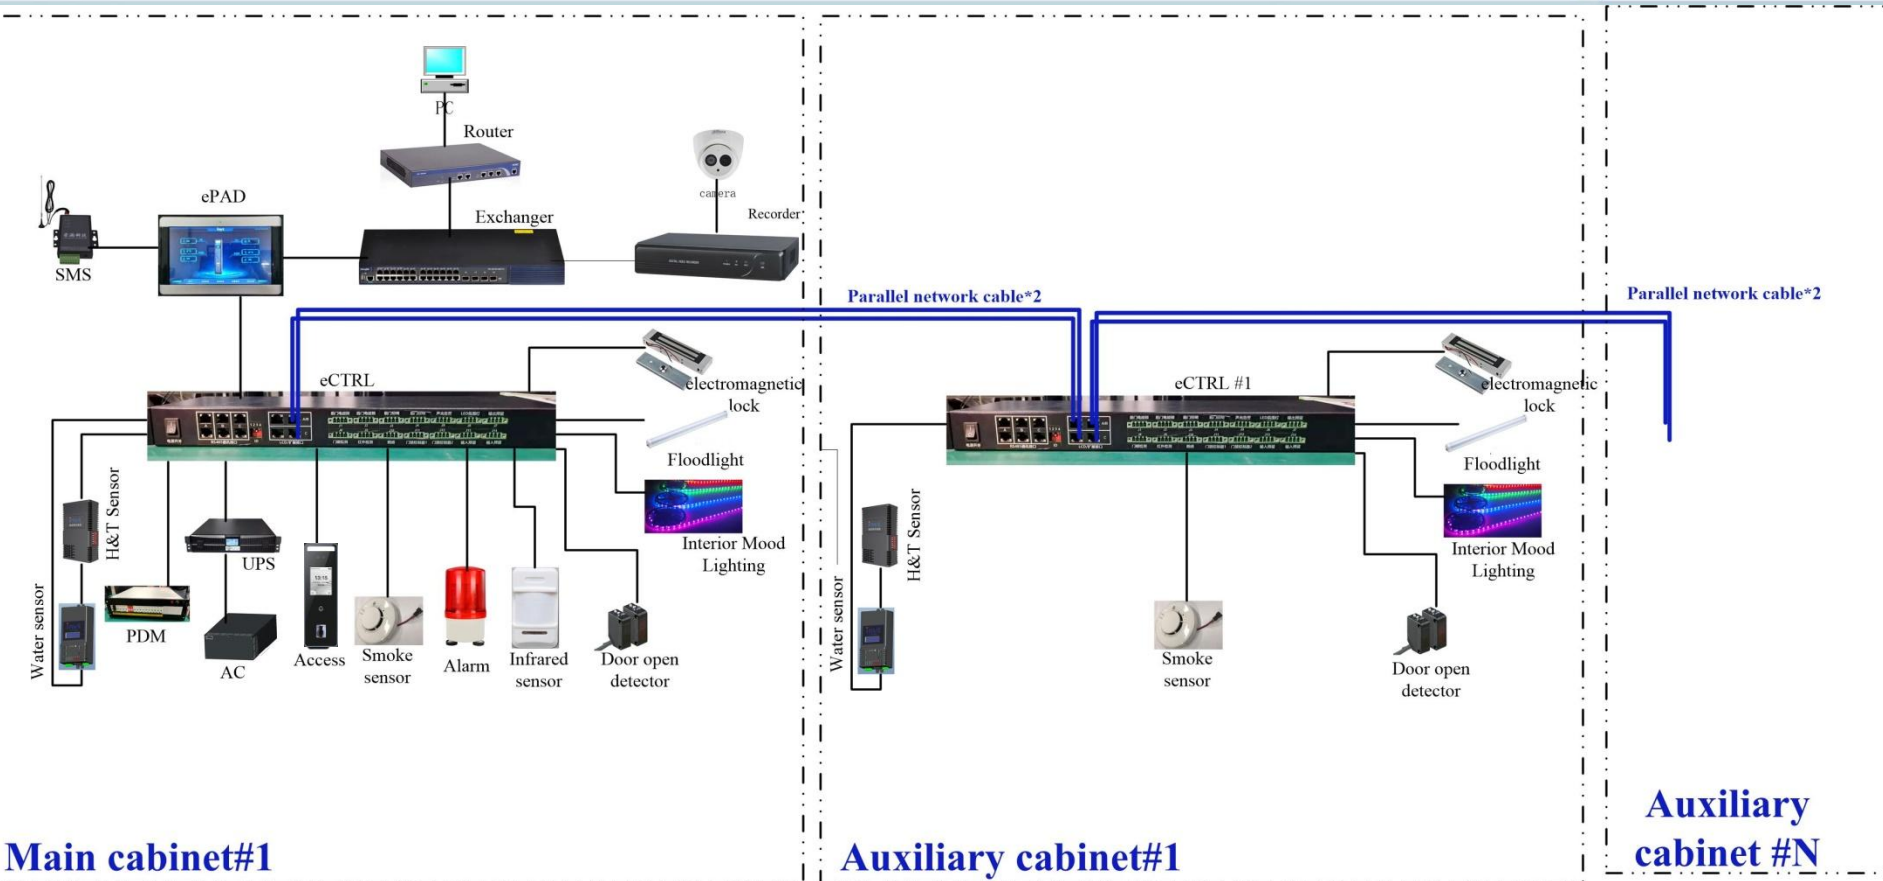 PC
Router
camera
ePAD
Exchanger
Recorder
SMS
Parallel network cable*2
Parallel network cable*2
eCTRL
electromagnetic
lock
eCTRL #1
electromagnetic
lock
Floodlight
Floodlight
H&T Sensor
Water sensor
UPS
PDM
AC
Access
Smoke
sensor
Alarm
Infrared
sensor
Door open
detector
Interior Mood
Lighting
H&T Sensor
Water sensor
Smoke
sensor
Door open
detector
Interior Mood
Lighting
Main cabinet#1
Auxiliary cabinet#1
Auxiliary
cabinet #N